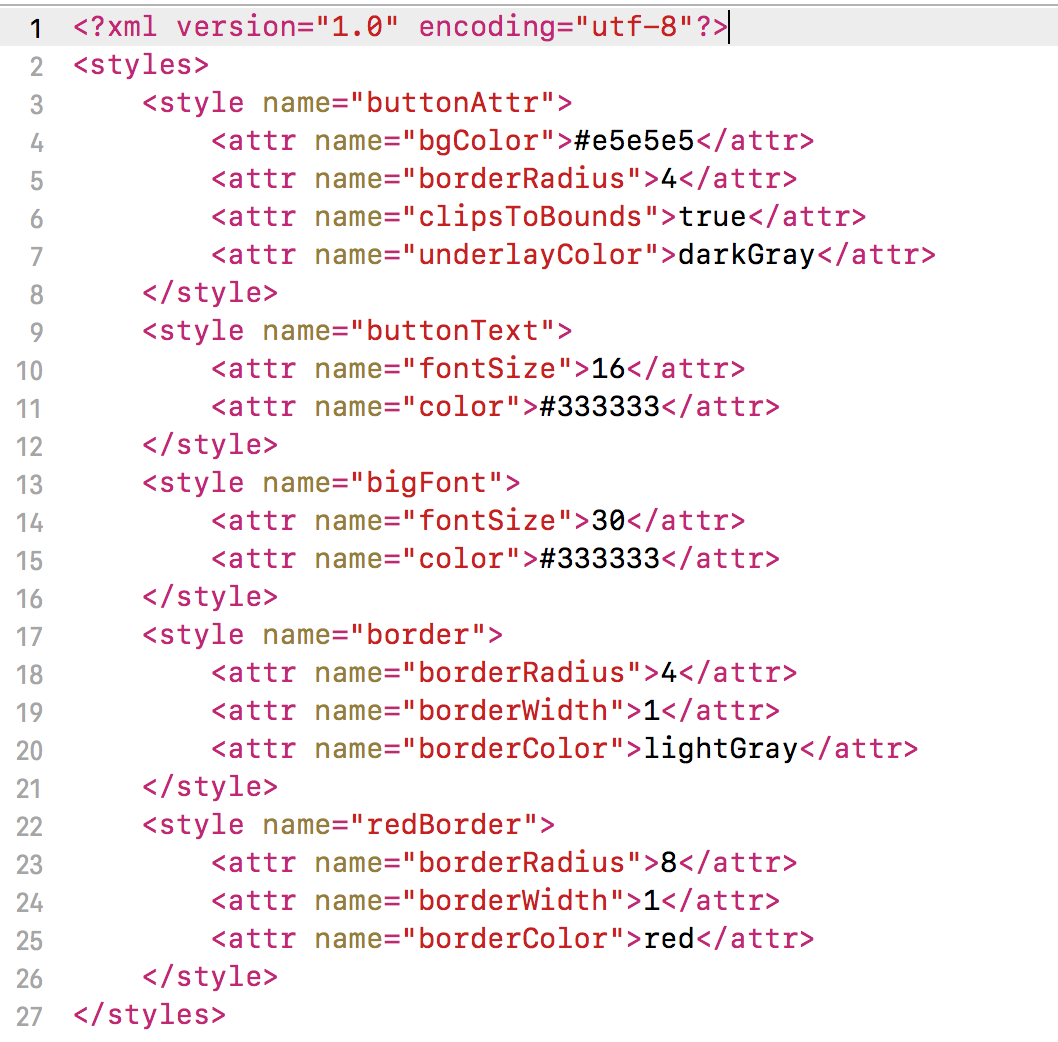 1 <?xml version="1.0" encoding="utf-8"?>
2 <styles>
3     <style name="buttonAttr">
4         <attr name="bgColor">#e5e5e5</attr>
5         <attr name="borderRadius">4</attr>
6         <attr name="clipsToBounds">true</attr>
7         <attr name="underlayColor">darkGray</attr>
8     </style>
9     <style name="buttonText">
10         <attr name="fontSize">16</attr>
11         <attr name="color">#333333</attr>
12     </style>
13     <style name="bigFont">
14         <attr name="fontSize">30</attr>
15         <attr name="color">#333333</attr>
16     </style>
17     <style name="border">
18         <attr name="borderRadius">4</attr>
19         <attr name="borderWidth">1</attr>
20         <attr name="borderColor">lightGray</attr>
21     </style>
22     <style name="redBorder">
23         <attr name="borderRadius">8</attr>
24         <attr name="borderWidth">1</attr>
25         <attr name="borderColor">red</attr>
26     </style>
27 </styles>